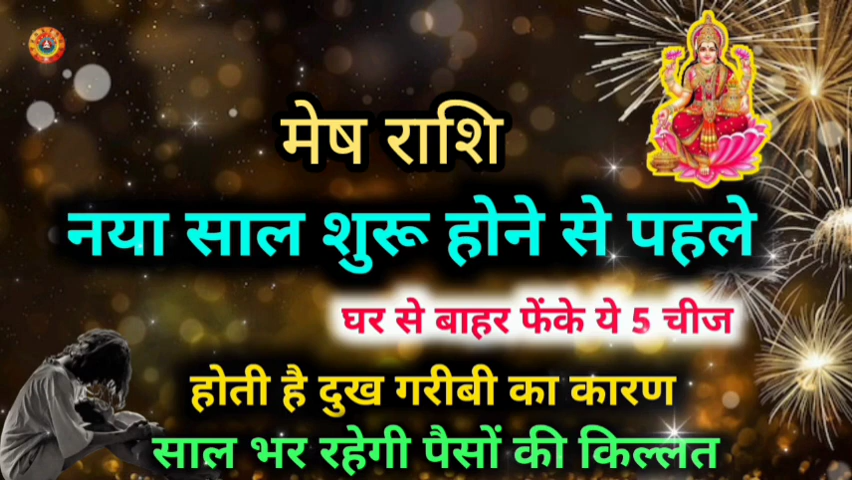 मेष राशि
नया साल शुरू होने से पहले
घर से बाहर फेंके ये 5 चीज
होती है दुख गरीबी का कारण
साल भर रहेगी पैसों की किल्लत